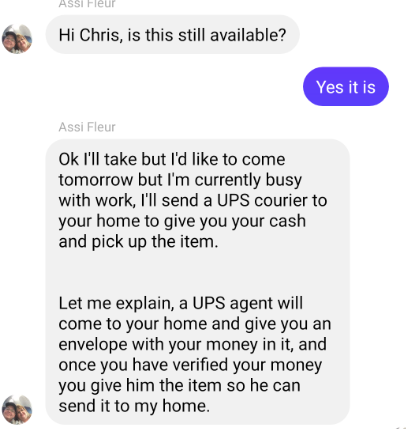 Assi Fleur
Hi Chris, is this still available?
Yes it is
Assi Fleur
Ok I'll take but I'd like to come
tomorrow but I'm currently busy
with work, I'll send a UPS courier to
your home to give you your cash
and pick up the item.
Let me explain, a UPS agent will
come to your home and give you an
envelope with your money in it, and
once you have verified your money
you give him the item so he can
send it to my home.